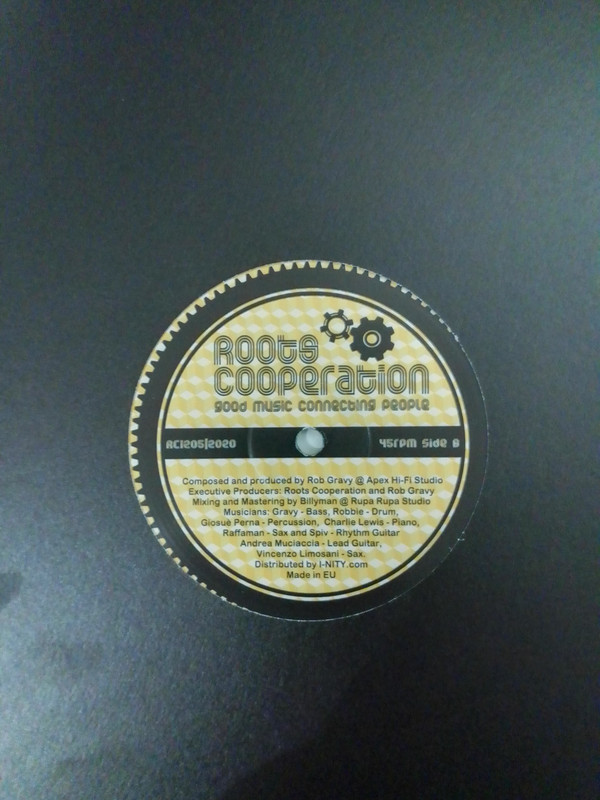 Roots
cooperation
good music connecting people
RC1205|2020 45rpm Side B
Composed and produced by Rob Gravy @ Apex Hi-Fi Studio
Executive Producers: Roots Cooperation and Rob Gravy
Mixing and Mastering by Billyman @ Rupa Rupa Studio
Musicians: Gravy - Bass, Robbie - Drum,
Giosuè Perna - Percussion, Charlie Lewis - Piano,
Raffaman - Sax and Spiv - Rhythm Guitar
Andrea Muciaccia - Lead Guitar,
Vincenzo Limosani - Sax.
Distributed by I-NITY.com
Made in EU